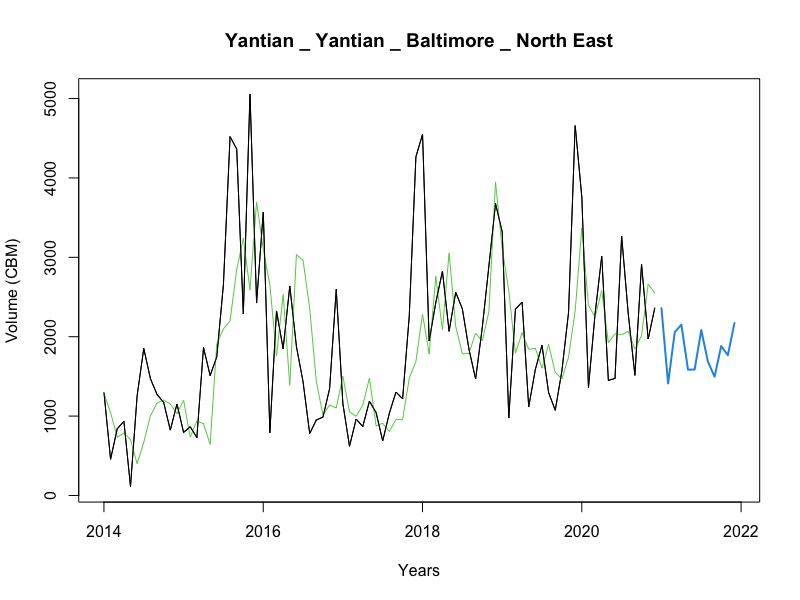 Yantian _ Yantian _ Baltimore _ North East
Volume (CBM)
5000
4000
3000
2000
1000
0
2014 2016 2018 2020 2022
Years